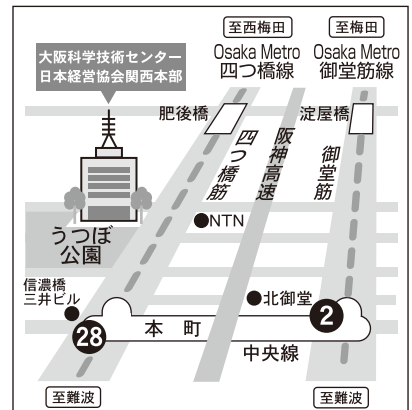 至西梅田
至梅田
Osaka Metro
四つ橋線
Osaka Metro
御堂筋線
大阪科学技術センター
日本経営協会関西本部
肥後橋
淀屋橋
四つ橋筋
阪神高速
御堂筋
NTN
うつぼ
公園
信濃橋
三井ビル
北御堂
2
28
本町
中央線
至難波
至難波